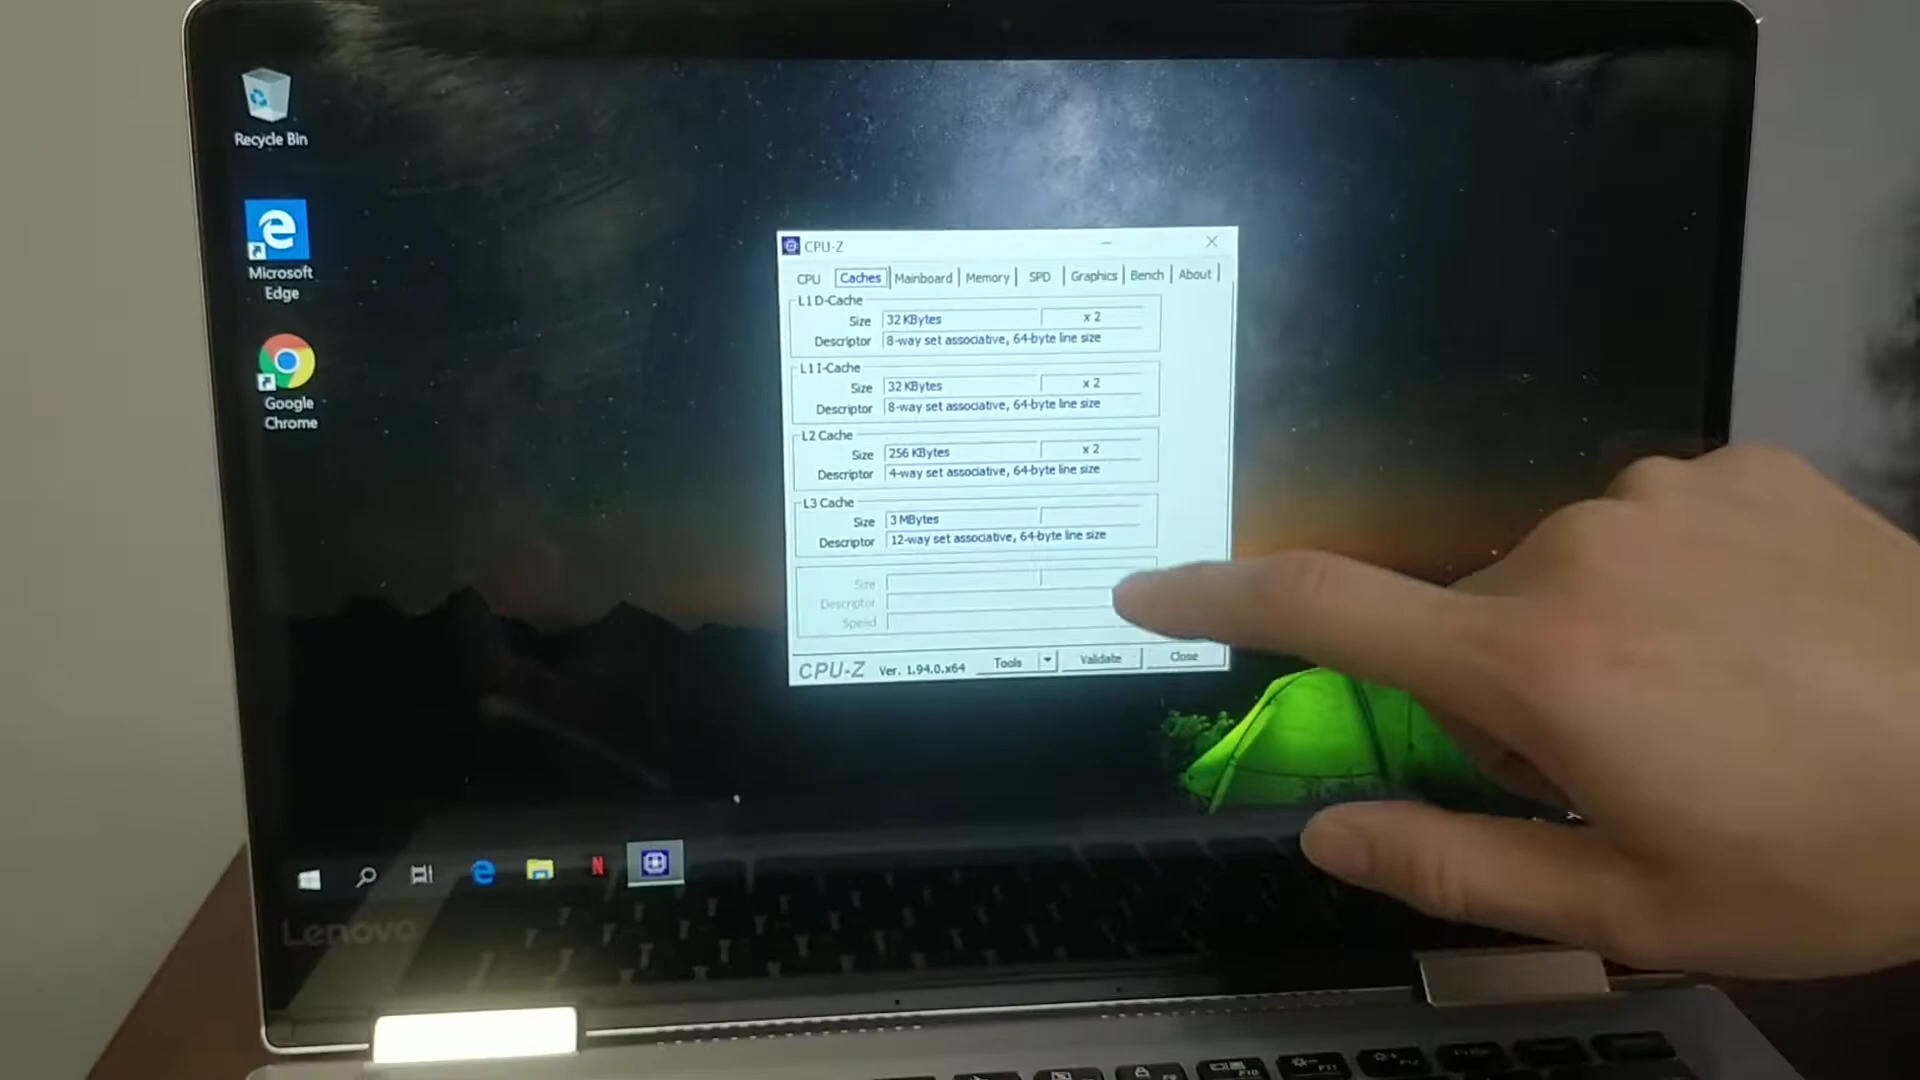 Recycle Bin
Microsoft
Edge
Google
Chrome
CPU-Z
CPU Caches Mainboard Memory SPD Graphics Bench About
L1 D-Cache
Size 32 KBytes x 2
Descriptor 8-way set associative, 64-byte line size
L1 I-Cache
Size 32 KBytes x 2
Descriptor 8-way set associative, 64-byte line size
L2 Cache
Size 256 KBytes x 2
Descriptor 4-way set associative, 64-byte line size
L3 Cache
Size 3 MBytes
Descriptor 12-way set associative, 64-byte line size
Size
Descriptor
Speed
CPU-Z Ver. 1.94.0.x64 Tools Validate Close
N
Lenovo
F10 F11